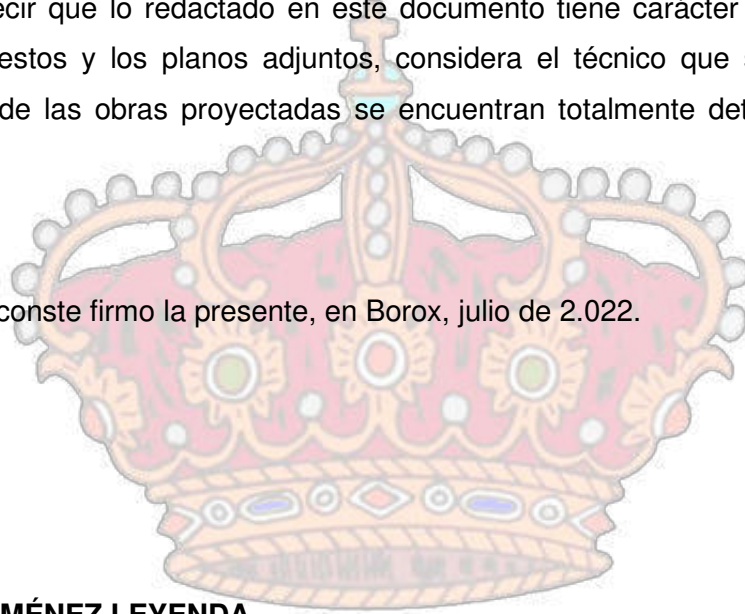 ecir que lo redactado en este documento tiene carácter
estos y los planos adjuntos, considera el técnico que
de las obras proyectadas se encuentran totalmente det
conste firmo la presente, en Borox, julio de 2.022.
MÉNEZ LEYENDA